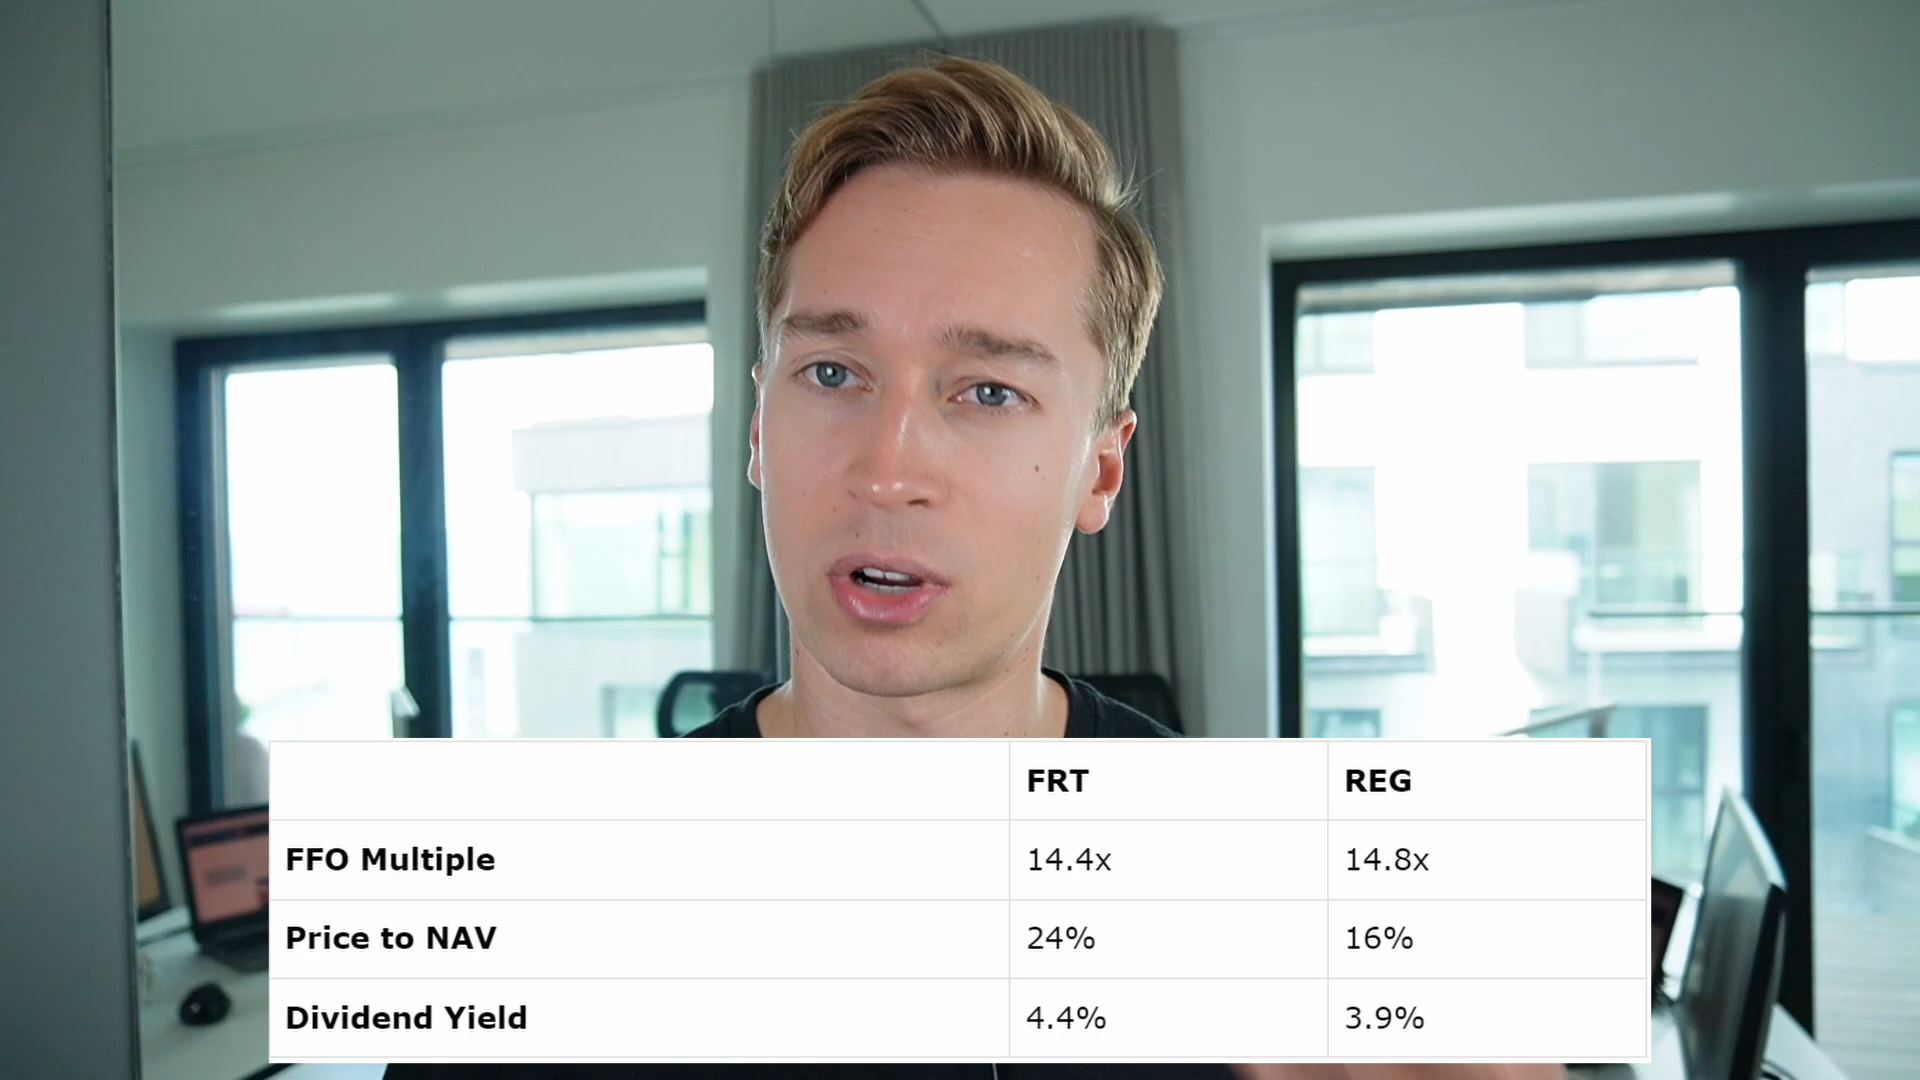 FRT REG
FFO Multiple 14.4x 14.8x
Price to NAV 24% 16%
Dividend Yield 4.4% 3.9%